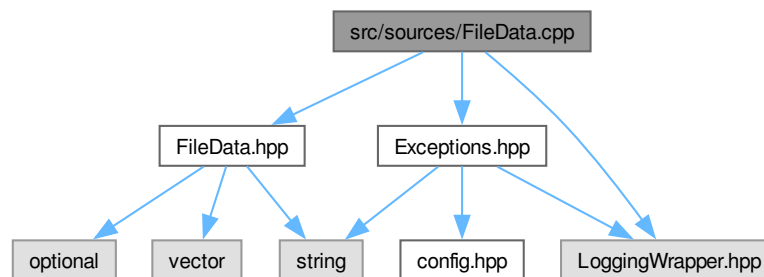 src/sources/FileData.cpp
FileData.hpp
Exceptions.hpp
optional
vector
string
config.hpp
LoggingWrapper.hpp